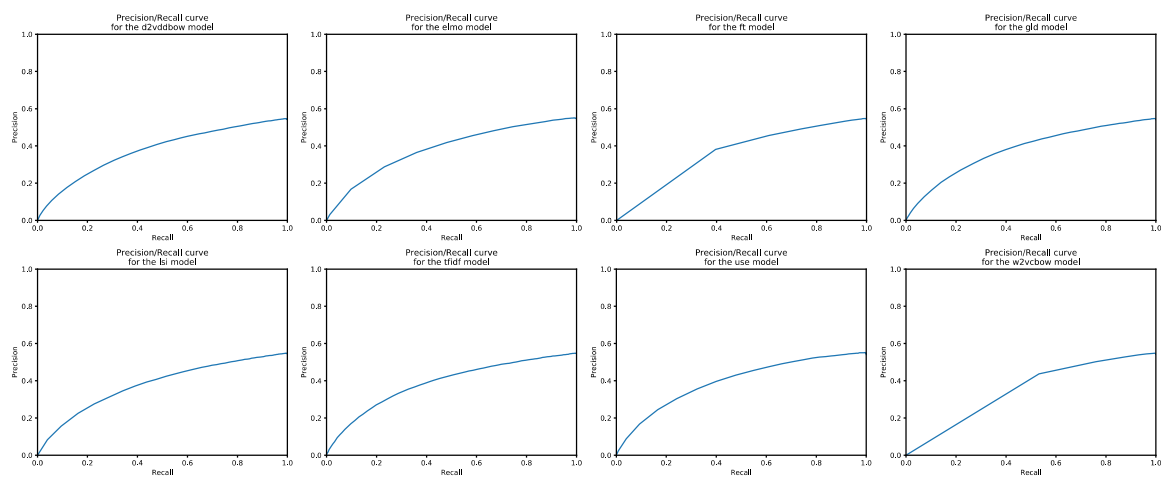 Precision/Recall curve
for the d2vddbow model
1.0
0.8
0.6
0.4
0.2
0.0
Precision
0.0 0.2 0.4 0.6 0.8 1.0
Recall
Precision/Recall curve
for the elmo model
1.0
0.8
0.6
0.4
0.2
0.0
Precision
0.0 0.2 0.4 0.6 0.8 1.0
Recall
Precision/Recall curve
for the ft model
1.0
0.8
0.6
0.4
0.2
0.0
Precision
0.0 0.2 0.4 0.6 0.8 1.0
Recall
Precision/Recall curve
for the gld model
1.0
0.8
0.6
0.4
0.2
0.0
Precision
0.0 0.2 0.4 0.6 0.8 1.0
Recall
Precision/Recall curve
for the lsi model
1.0
0.8
0.6
0.4
0.2
0.0
Precision
0.0 0.2 0.4 0.6 0.8 1.0
Recall
Precision/Recall curve
for the tfidf model
1.0
0.8
0.6
0.4
0.2
0.0
Precision
0.0 0.2 0.4 0.6 0.8 1.0
Recall
Precision/Recall curve
for the use model
1.0
0.8
0.6
0.4
0.2
0.0
Precision
0.0 0.2 0.4 0.6 0.8 1.0
Recall
Precision/Recall curve
for the w2vcbow model
1.0
0.8
0.6
0.4
0.2
0.0
Precision
0.0 0.2 0.4 0.6 0.8 1.0
Recall